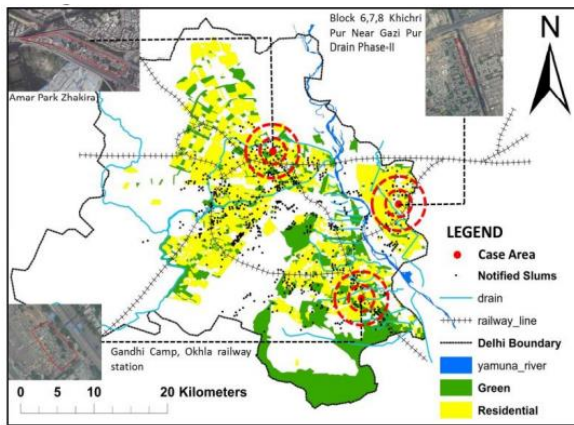 Block 6,7,8 Khichri
Pur Near Gazi Pur
Drain Phase-II
N
Amar Park Zhakira
LEGEND
Case Area
Notified Slums
drain
railway_line
Delhi Boundary
yamuna_river
Green
Residential
Gandhi Camp, Okhla railway
station
0 5 10 20 Kilometers